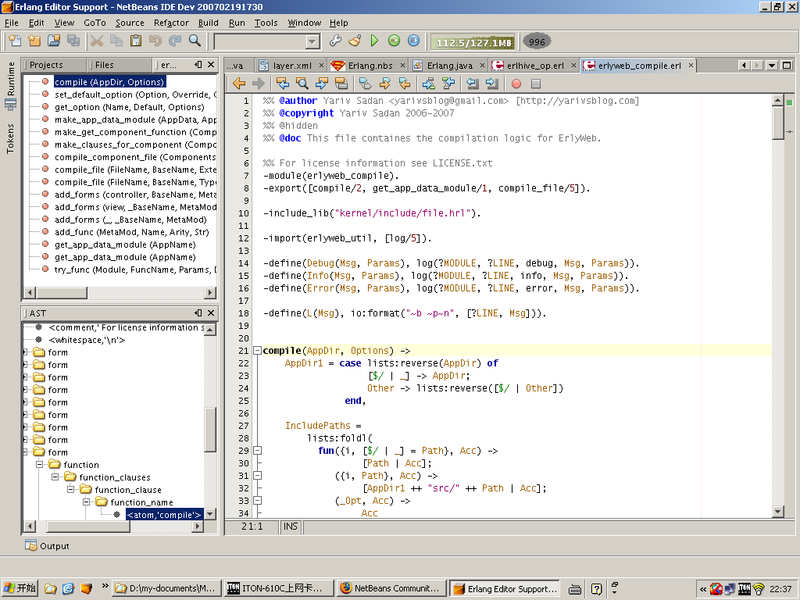 Erlang Editor Support - NetBeans IDE Dev 200702191730
File Edit View GoTo Source Refactor Build Run Tools Window Help
112.5/127.1MB 996
Projects Files er...
...va layer.xml Erlang.nbs Erlang.java erlhive_op.erl erlyweb_compile.erl
Runtime
Tokens
compile (AppDir, Options)
set_default_option (Option, Override, C
get_option (Name, Default, Options)
make_app_data_module (AppData, App
make_get_component_function (Comp
make_clauses_for_component (Compo
compile_component_file (Components
compile_file (FileName, BaseName, Exte
compile_file (FileName, BaseName, Type
add_forms (controller, BaseName, Meta
add_forms (view, _BaseName, MetaMod
add_forms (_, _BaseName, MetaMod)
add_func (MetaMod, Name, Arity, Str)
get_app_data_module (AppName)
get_app_data_module (AppName)
try_func (Module, FuncName, Params, D
AST
<comment,' For license information s
<whitespace,'\n'>
form
form
form
form
form
form
form
form
form
function
function_clauses
function_clause
function_name
<atom,'compile'>
1 %% @author Yariv Sadan <yarivsblog@gmail.com> [http://yarivsblog.com]
2 %% @copyright Yariv Sadan 2006-2007
3 %% @hidden
4 %% @doc This file containes the compilation logic for ErlyWeb.
5
6 %% For license information see LICENSE.txt
7 -module(erlyweb_compile).
8 -export([compile/2, get_app_data_module/1, compile_file/5]).
9
10 -include_lib("kernel/include/file.hrl").
11
12 -import(erlyweb_util, [log/5]).
13
14 -define(Debug(Msg, Params), log(?MODULE, ?LINE, debug, Msg, Params)).
15 -define(Info(Msg, Params), log(?MODULE, ?LINE, info, Msg, Params)).
16 -define(Error(Msg, Params), log(?MODULE, ?LINE, error, Msg, Params)).
17
18 -define(L(Msg), io:format("~b ~p~n", [?LINE, Msg])).
19
20
21 compile(AppDir, Options) ->
22 AppDir1 = case lists:reverse(AppDir) of
23 [$/ | _] -> AppDir;
24 Other -> lists:reverse([$/ | Other])
25 end,
26
27 IncludePaths =
28 lists:foldl(
29 fun({i, [$/ | _] = Path}, Acc) ->
30 [Path | Acc];
31 ({i, Path}, Acc) ->
32 [AppDir1 ++ "src/" ++ Path | Acc];
33 (_Opt, Acc) ->
34 Acc
21:1 INS
Output
开始 » D:\my-documents\M... ITON-610C上网卡... NetBeans Communit... Erlang Editor Support... « 22:37